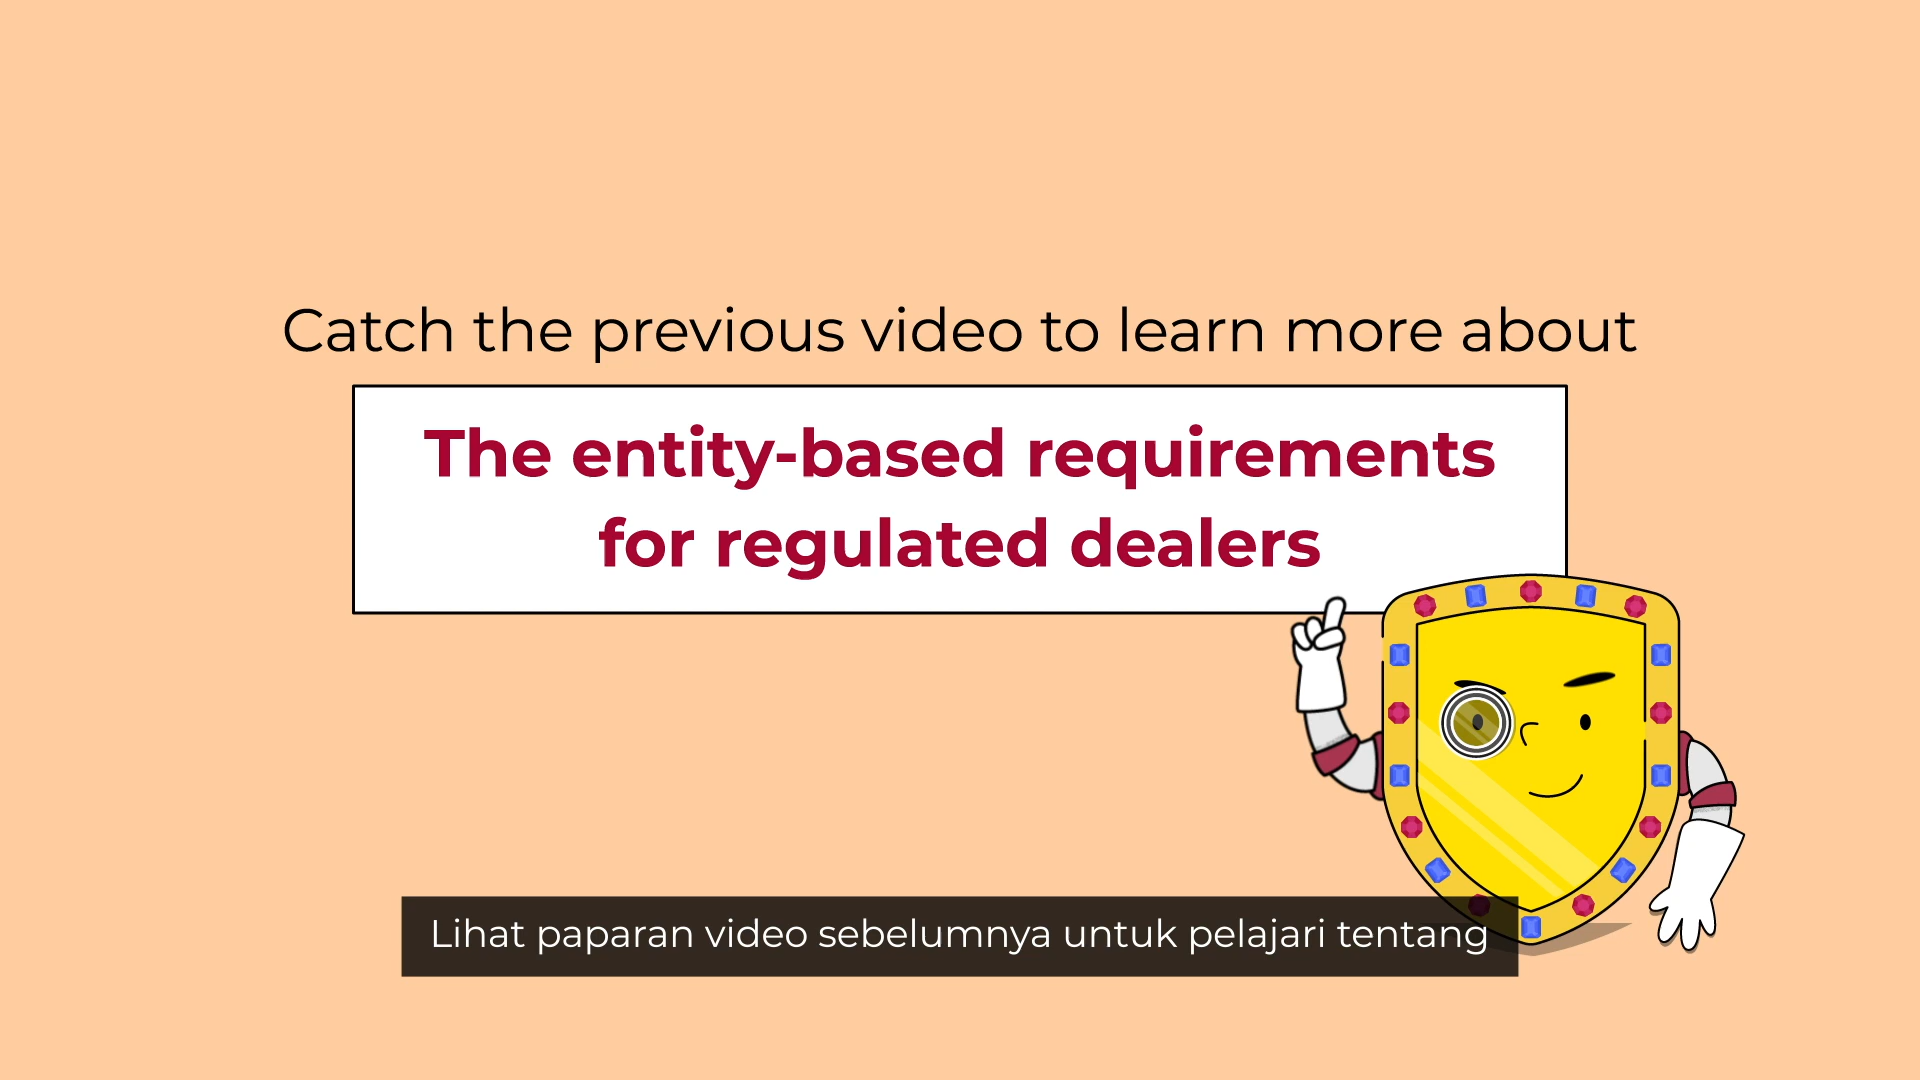 Catch the previous video to learn more about
The entity-based requirements
for regulated dealers
Lihat paparan video sebelumnya untuk pelajari tentang